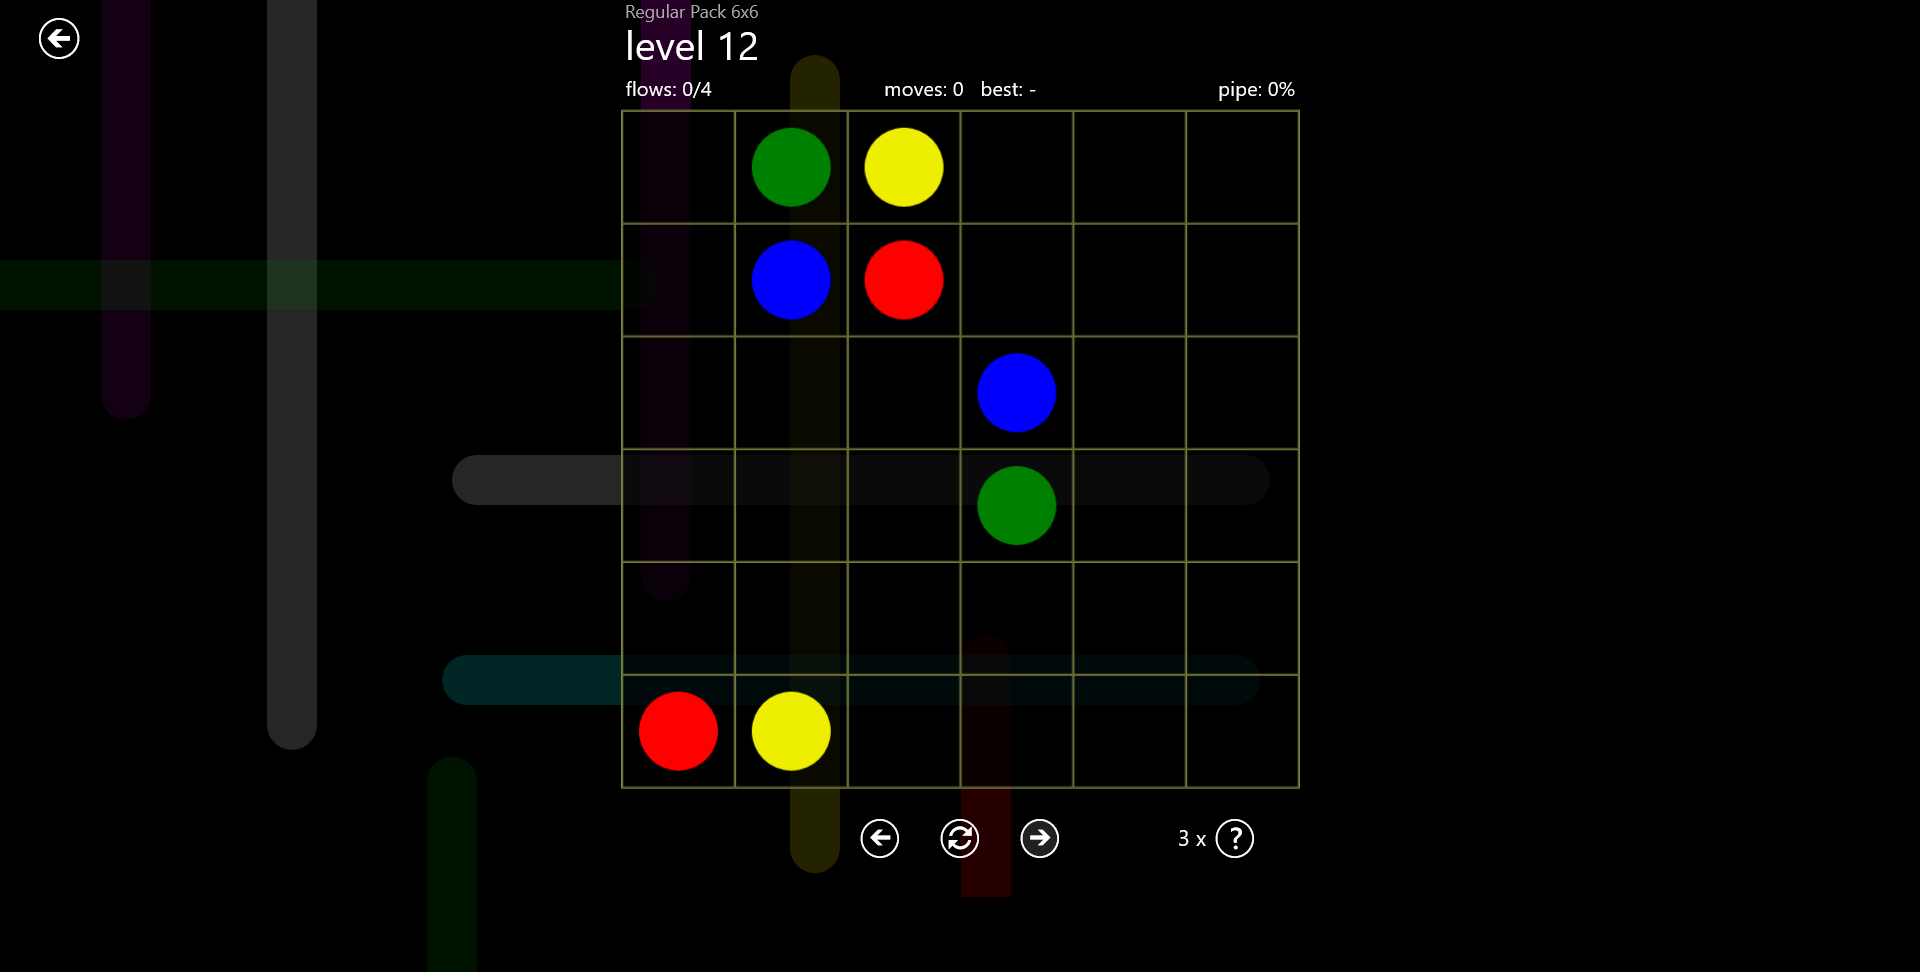 Regular Pack 6x6
level 12
flows: 0/4 moves: 0 best: - pipe: 0%
3 x ?